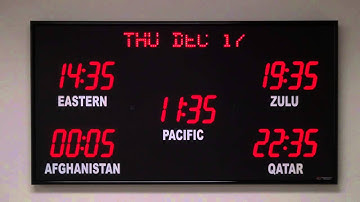 THU DEC 17
14:35 19:35
EASTERN ZULU
11:35
PACIFIC
00:05 22:35
AFGHANISTAN QATAR